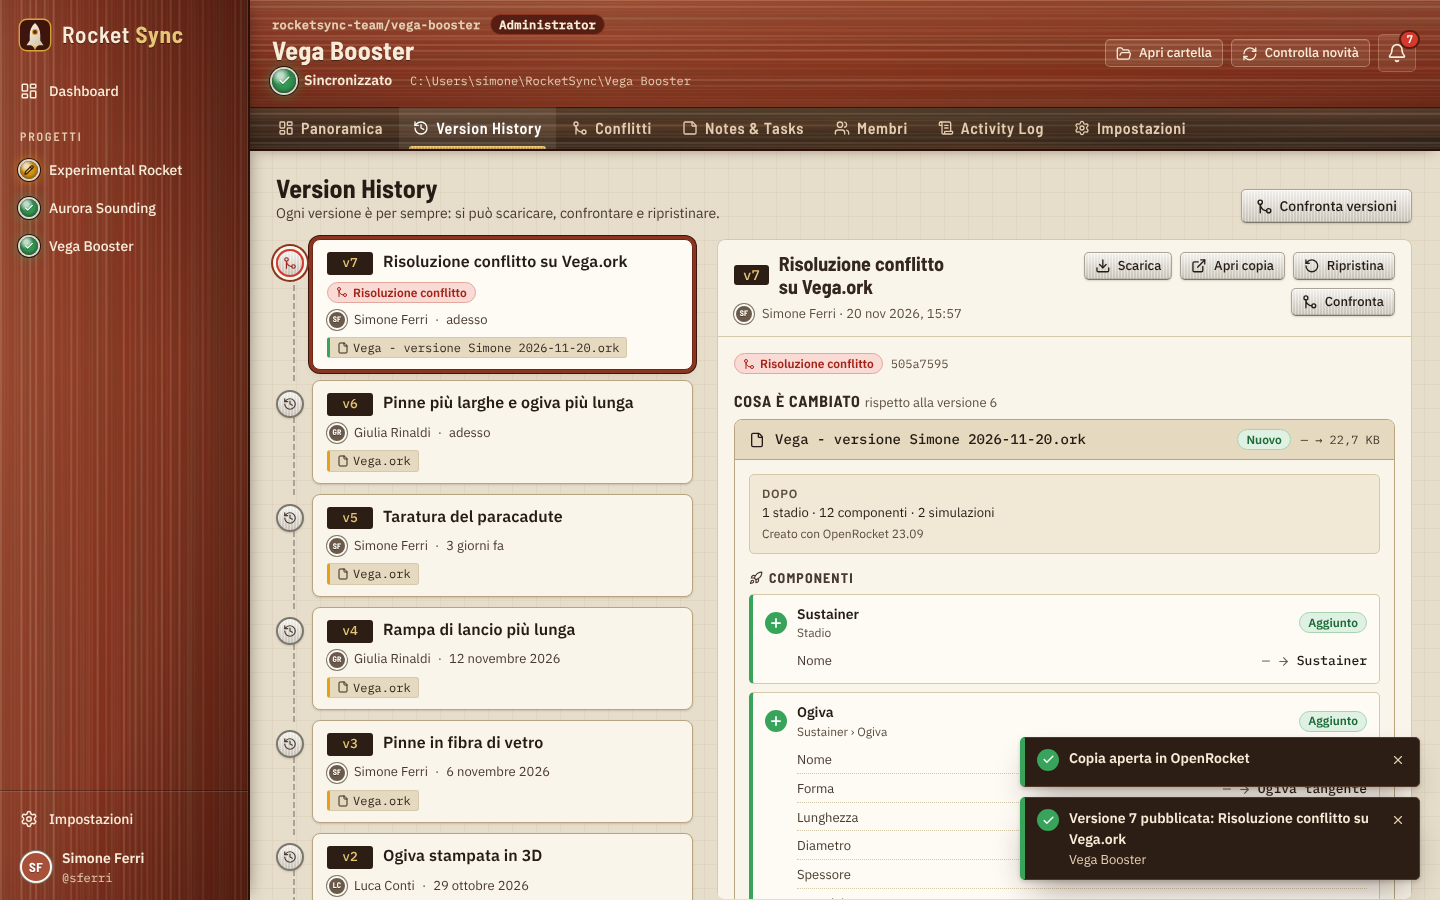 Rocket Sync
Dashboard
PROGETTI
Experimental Rocket
Aurora Sounding
Vega Booster
Impostazioni
SF
Simone Ferri
@sferri
rocketsync-team/vega-booster
Administrator
Vega Booster
Sincronizzato
C:\Users\simone\RocketSync\Vega Booster
Apri cartella
Controlla novità
7
Panoramica
Version History
Conflitti
Notes & Tasks
Membri
Activity Log
Impostazioni
Version History
Ogni versione è per sempre: si può scaricare, confrontare e ripristinare.
Confronta versioni
v7
Risoluzione conflitto su Vega.ork
Risoluzione conflitto
SF
Simone Ferri · adesso
Vega - versione Simone 2026-11-20.ork
v6
Pinne più larghe e ogiva più lunga
GR
Giulia Rinaldi · adesso
Vega.ork
v5
Taratura del paracadute
SF
Simone Ferri · 3 giorni fa
Vega.ork
v4
Rampa di lancio più lunga
GR
Giulia Rinaldi · 12 novembre 2026
Vega.ork
v3
Pinne in fibra di vetro
SF
Simone Ferri · 6 novembre 2026
Vega.ork
v2
Ogiva stampata in 3D
LC
Luca Conti · 29 ottobre 2026
v7
Risoluzione conflitto
su Vega.ork
SF
Simone Ferri · 20 nov 2026, 15:57
Scarica
Apri copia
Ripristina
Confronta
Risoluzione conflitto
505a7595
COSA È CAMBIATO rispetto alla versione 6
Vega - versione Simone 2026-11-20.ork
Nuovo
— → 22,7 KB
DOPO
1 stadio · 12 componenti · 2 simulazioni
Creato con OpenRocket 23.09
COMPONENTI
Sustainer
Stadio
Aggiunto
Nome
— → Sustainer
Ogiva
Sustainer › Ogiva
Aggiunto
Nome
Forma
— → Ogiva tangente
Lunghezza
Diametro
Spessore
Copia aperta in OpenRocket
Versione 7 pubblicata: Risoluzione conflitto su
Vega.ork
Vega Booster